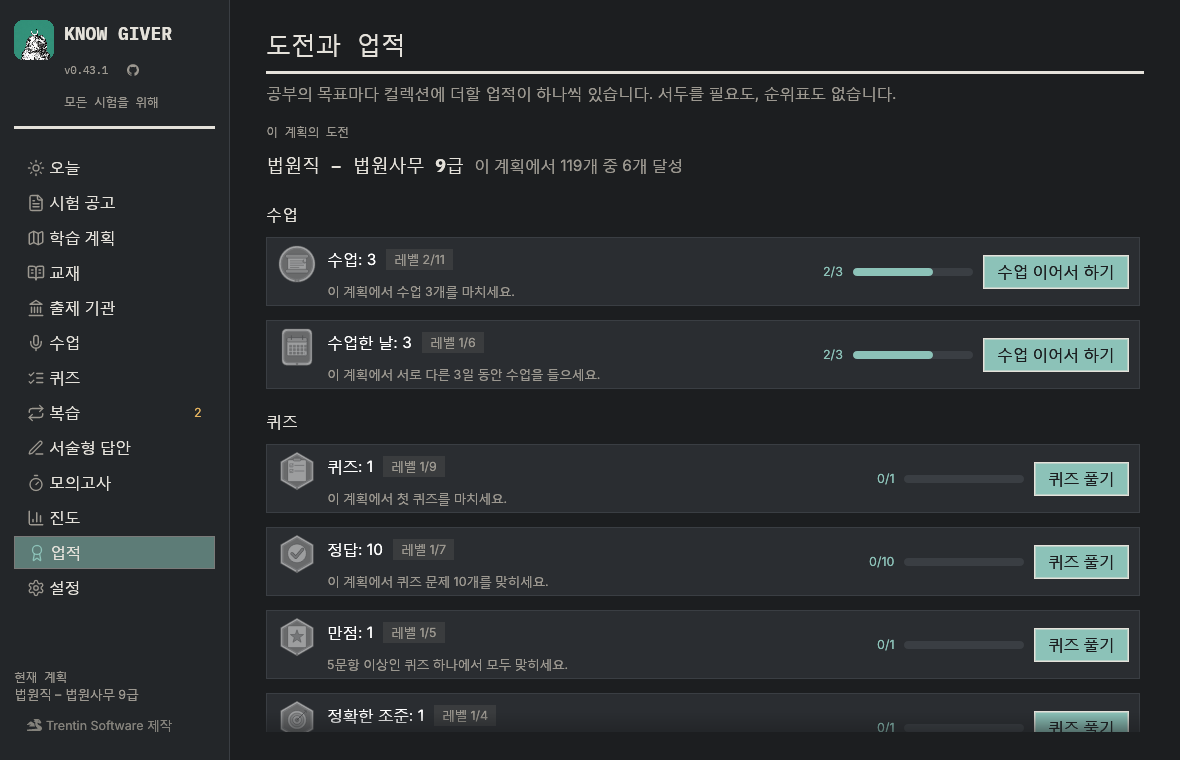 KNOW GIVER
v0.43.1
모든 시험을 위해
오늘
시험 공고
학습 계획
교재
출제 기관
수업
퀴즈
복습 2
서술형 답안
모의고사
진도
업적
설정
현재 계획
법원직 – 법원사무 9급
Trentin Software 제작
도전과 업적
공부의 목표마다 컬렉션에 더할 업적이 하나씩 있습니다. 서두를 필요도, 순위표도 없습니다.
이 계획의 도전
법원직 – 법원사무 9급 이 계획에서 119개 중 6개 달성
수업
수업: 3 레벨 2/11
이 계획에서 수업 3개를 마치세요.
2/3 수업 이어서 하기
수업한 날: 3 레벨 1/6
이 계획에서 서로 다른 3일 동안 수업을 들으세요.
2/3 수업 이어서 하기
퀴즈
퀴즈: 1 레벨 1/9
이 계획에서 첫 퀴즈를 마치세요.
0/1 퀴즈 풀기
정답: 10 레벨 1/7
이 계획에서 퀴즈 문제 10개를 맞히세요.
0/10 퀴즈 풀기
만점: 1 레벨 1/5
5문항 이상인 퀴즈 하나에서 모두 맞히세요.
0/1 퀴즈 풀기
정확한 조준: 1 레벨 1/4
0/1 퀴즈 풀기